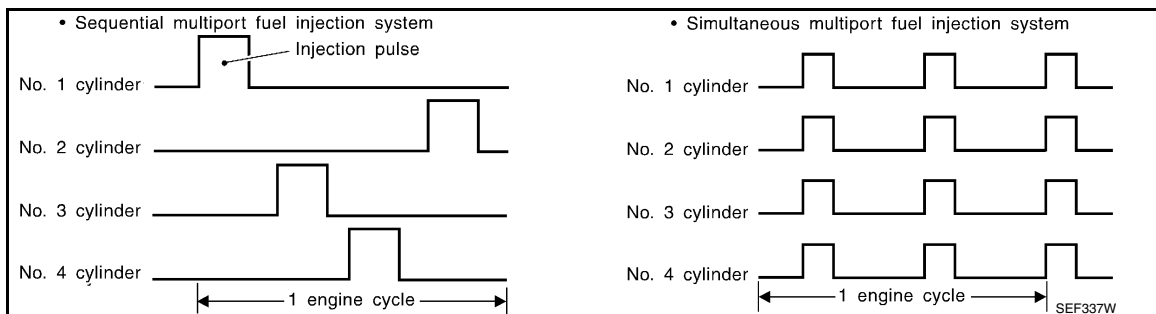 • Sequential multiport fuel injection system
Injection pulse
No. 1 cylinder
No. 2 cylinder
No. 3 cylinder
No. 4 cylinder
1 engine cycle
• Simultaneous multiport fuel injection system
No. 1 cylinder
No. 2 cylinder
No. 3 cylinder
No. 4 cylinder
1 engine cycle
SEF337W